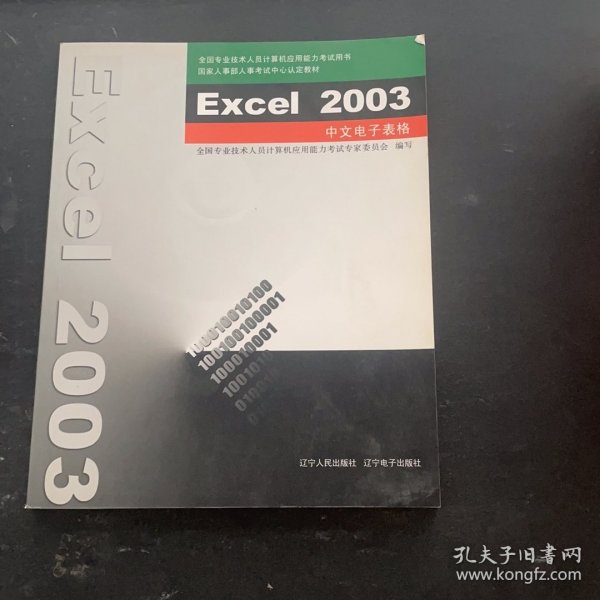 全国专业技术人员计算机应用能力考试用书
国家人事部人事考试中心认定教材
Excel 2003
中文电子表格
全国专业技术人员计算机应用能力考试专家委员会 编写
Excel 2003
100010010100
100100100001
100010001
辽宁人民出版社 辽宁电子出版社
孔夫子旧书网
www.kongfz.com